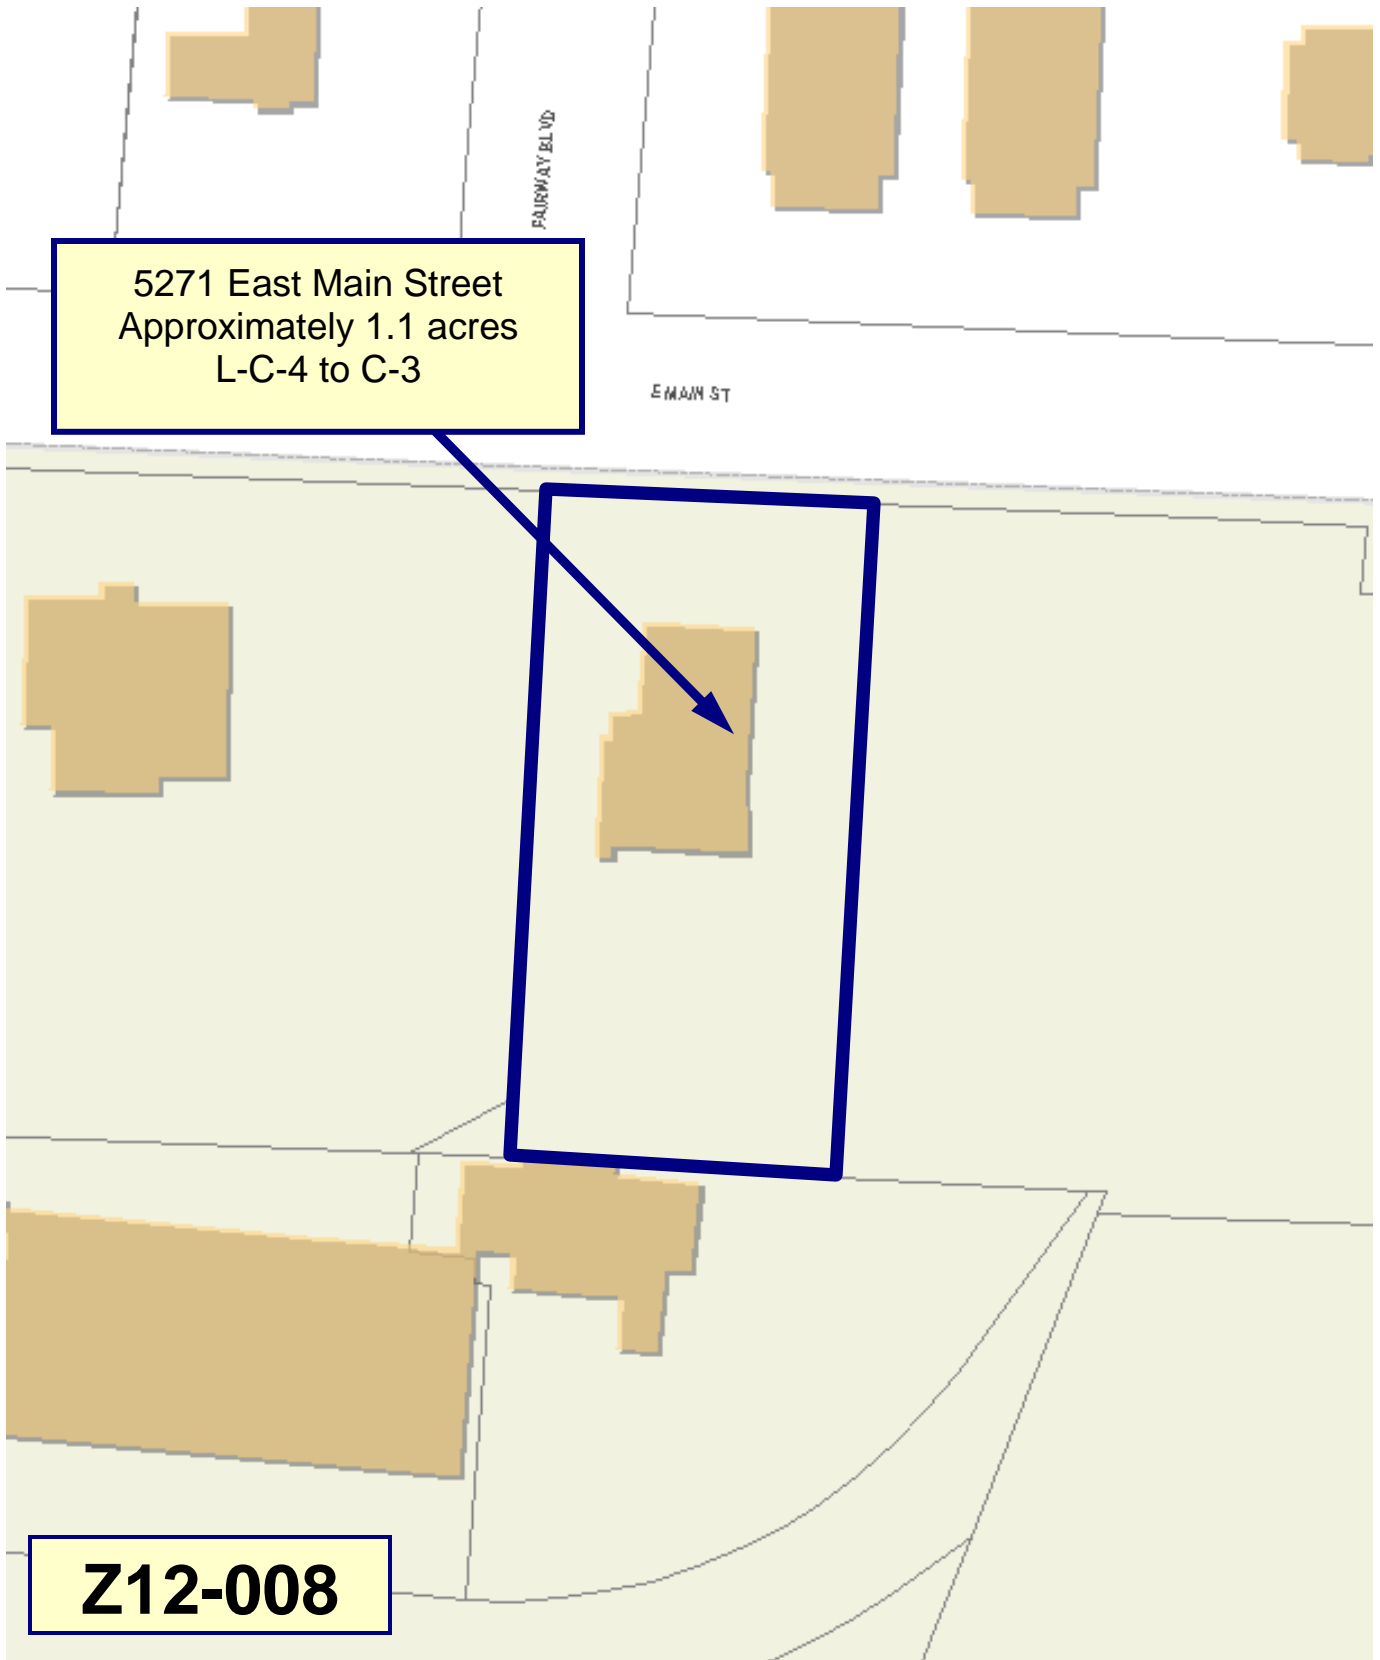 FAIRWAY BLVD
5271 East Main Street
Approximately 1.1 acres
L-C-4 to C-3
E MAIN ST
Z12-008